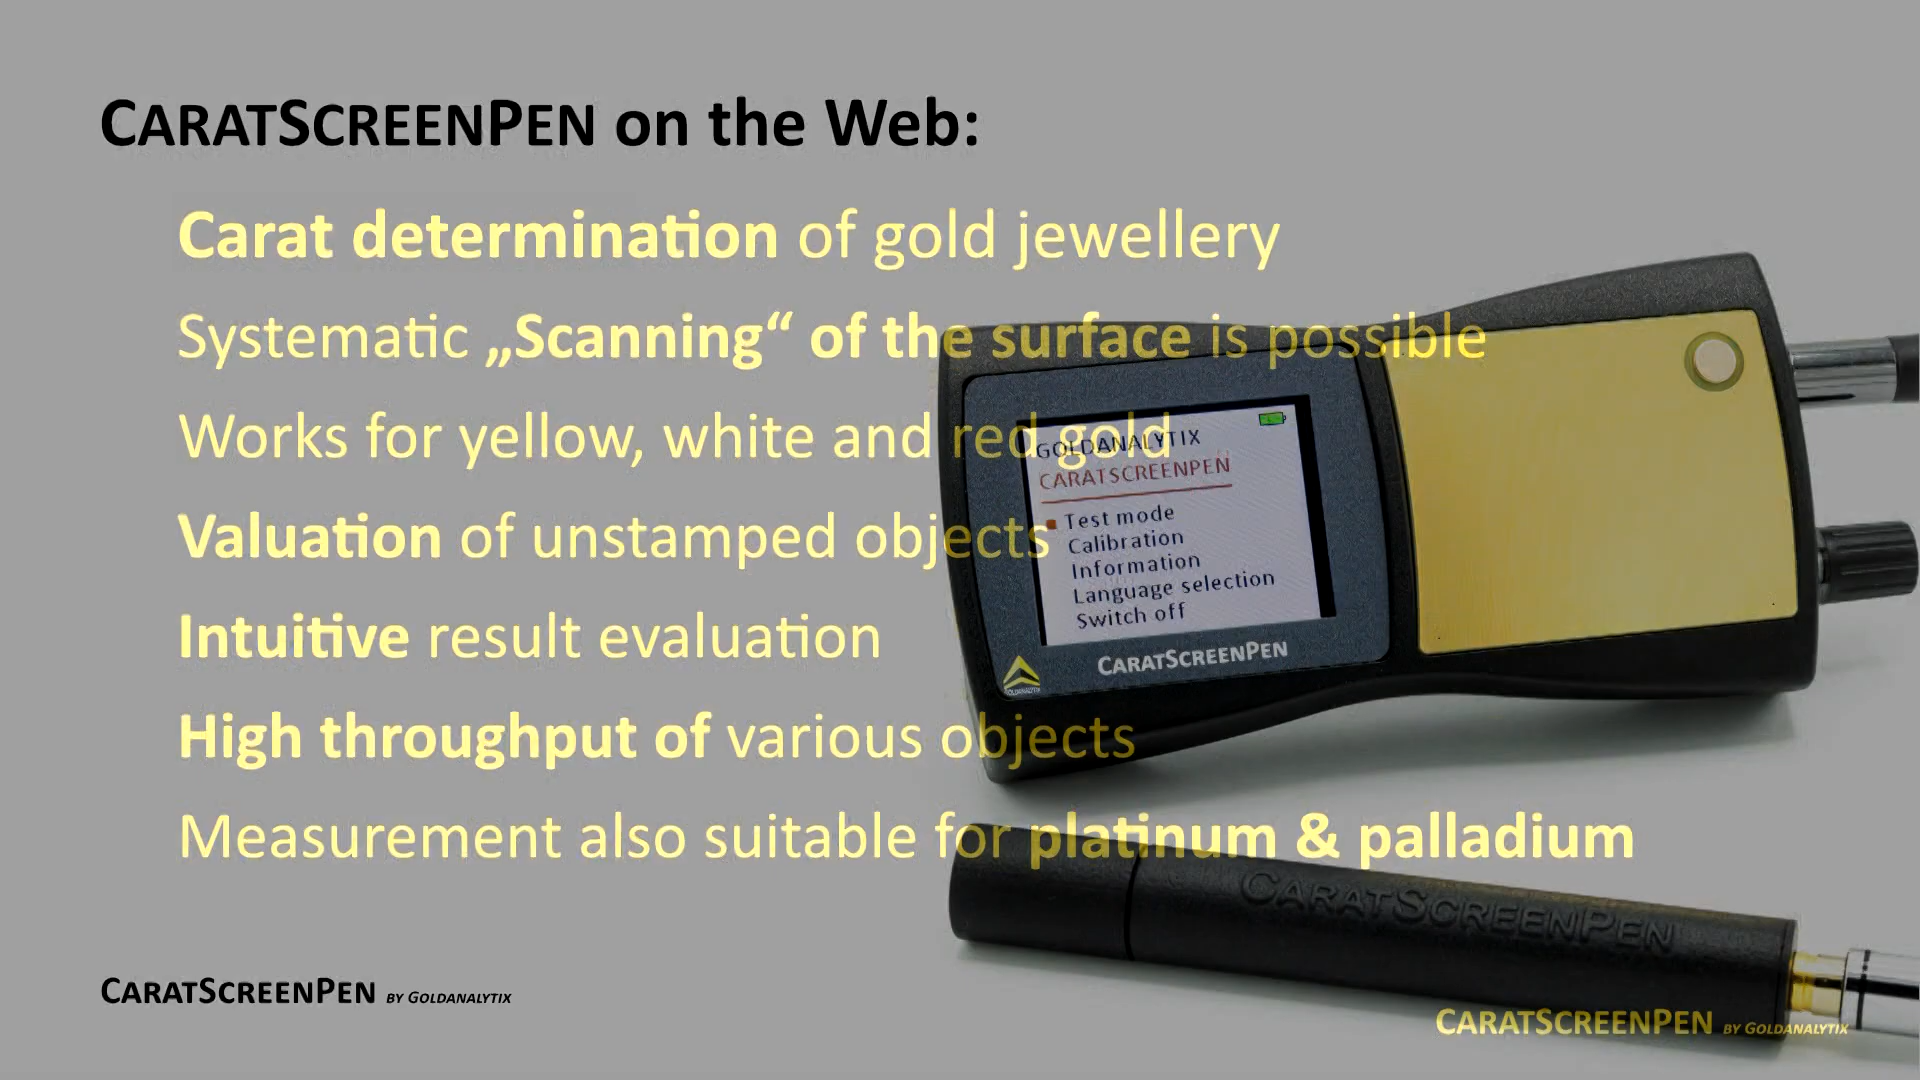 CARATSCREENPEN on the Web:
Carat determination of gold jewellery
Systematic „Scanning“ of the surface is possible
Works for yellow, white and red gold
Valuation of unstamped objects
Intuitive result evaluation
High throughput of various objects
Measurement also suitable for platinum & palladium
GOLDANALYTIX
CARATSCREENPEN
Test mode
Calibration
Information
Language selection
Switch off
CARATSCREENPEN
GOLDANALYTIX
CARATSCREENPEN
CARATSCREENPEN BY GOLDANALYTIX
CARATSCREENPEN BY GOLDANALYTIX